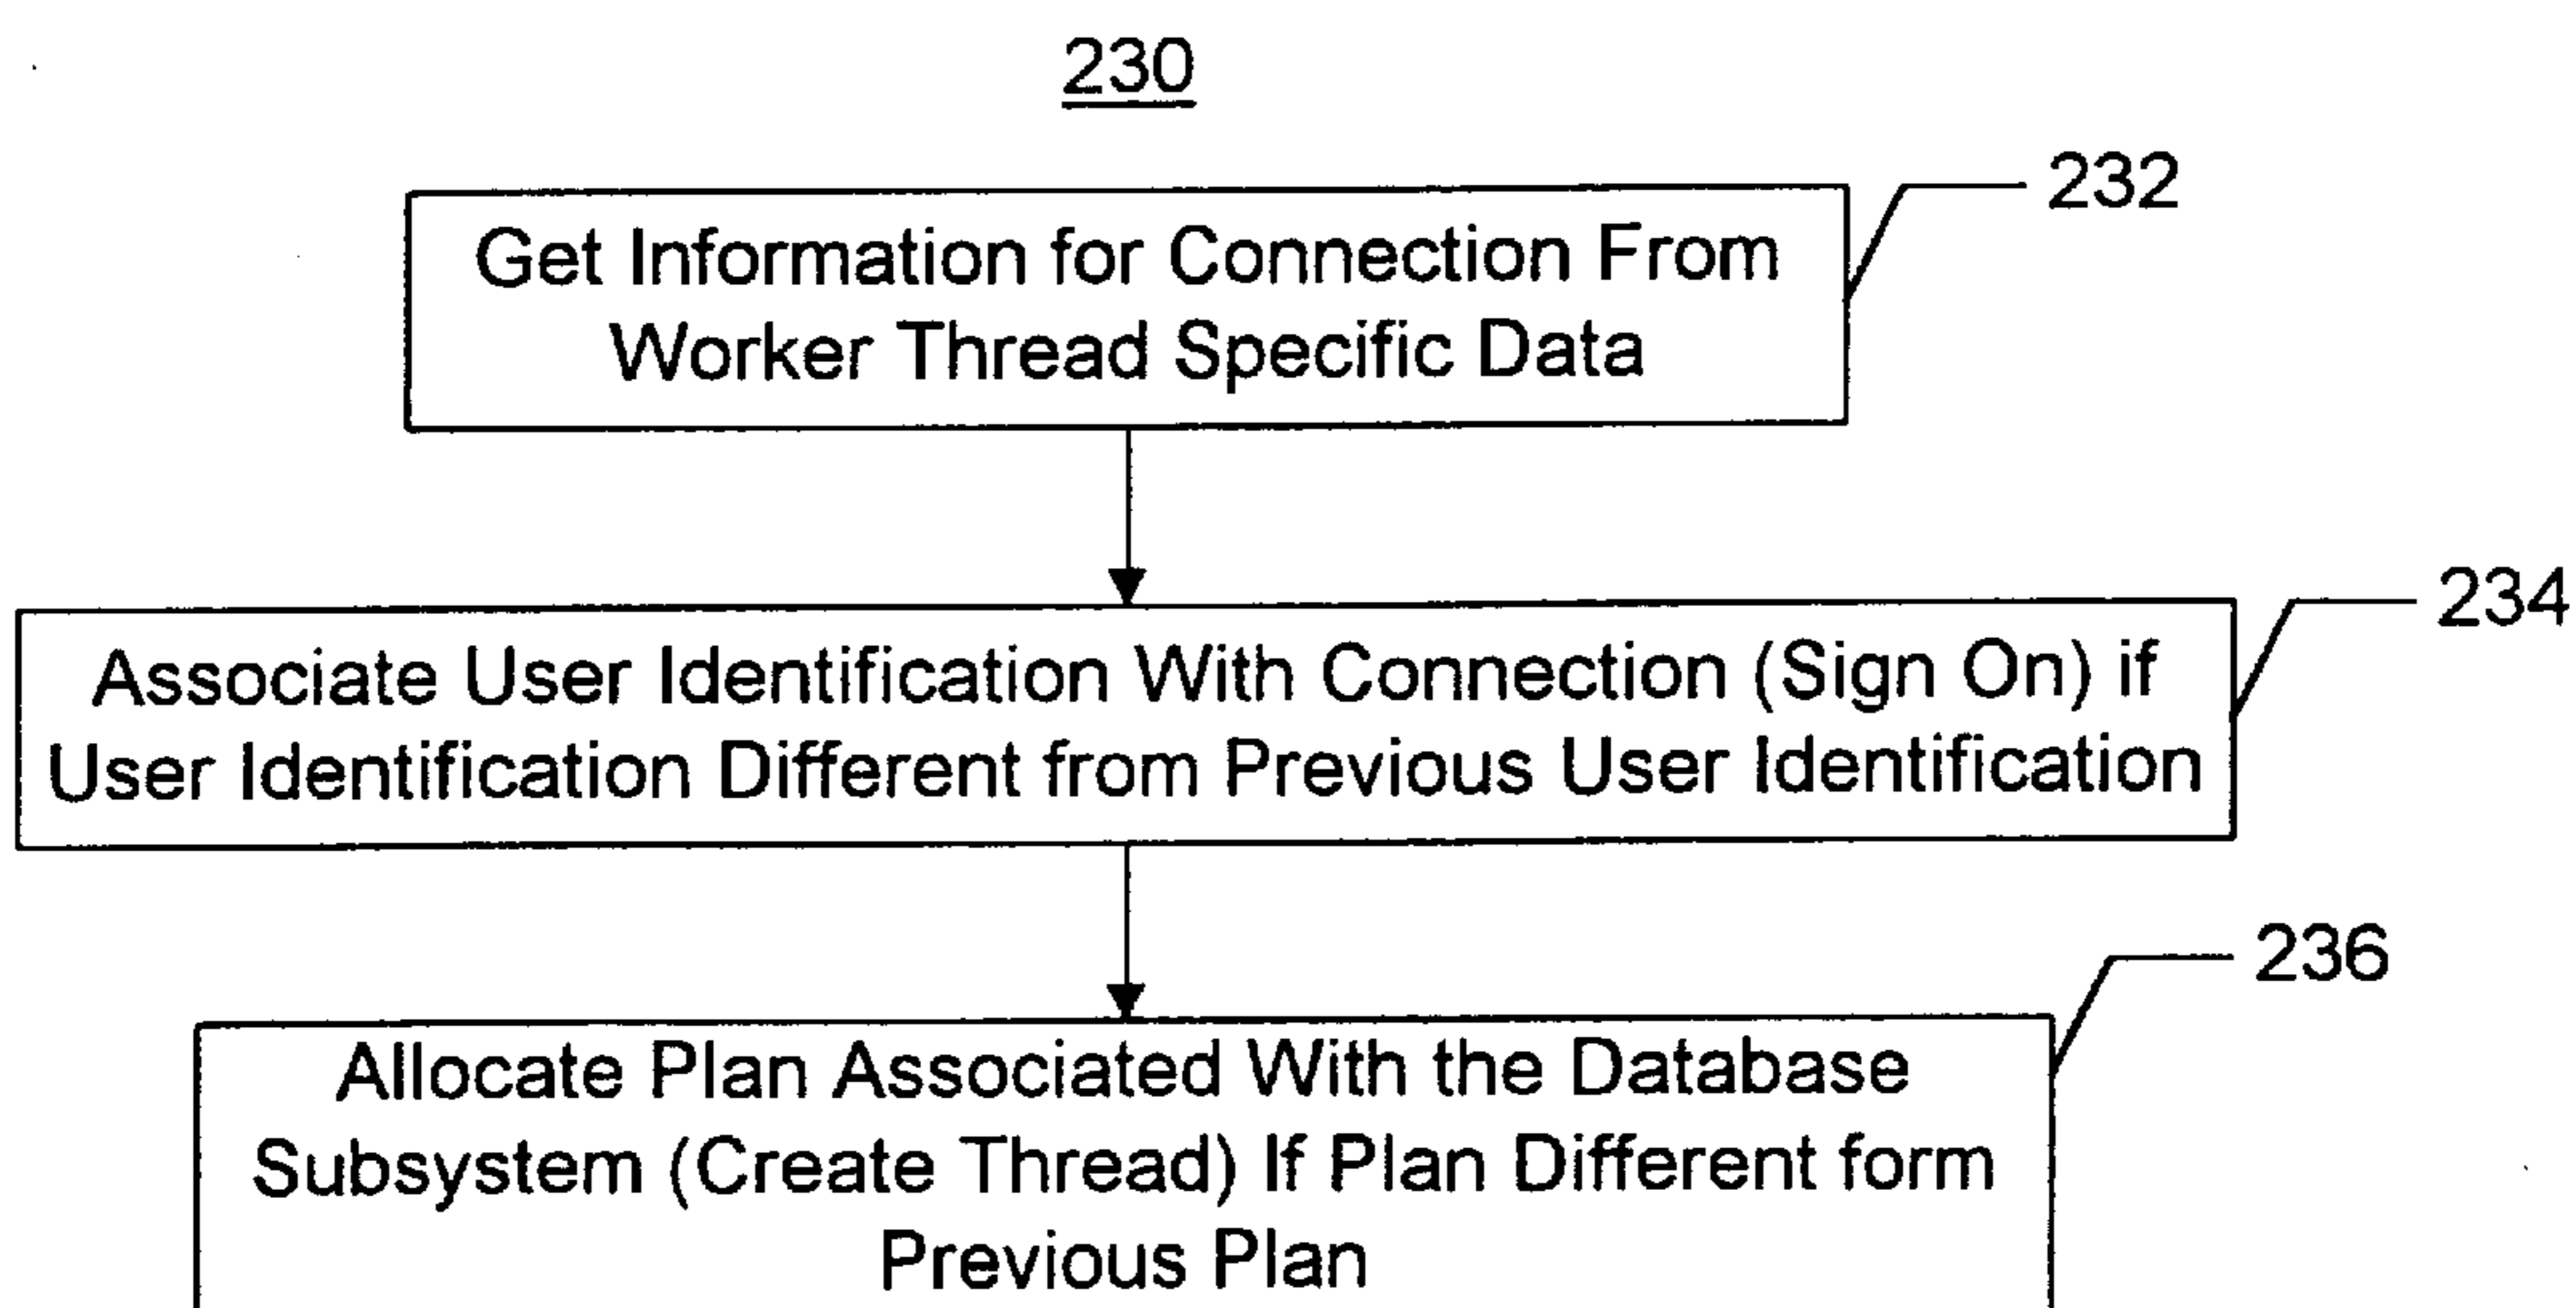 230
232
Get Information for Connection From
Worker Thread Specific Data
234
Associate User Identification With Connection (Sign On) if
User Identification Different from Previous User Identification
236
Allocate Plan Associated With the Database
Subsystem (Create Thread) If Plan Different form
Previous Plan